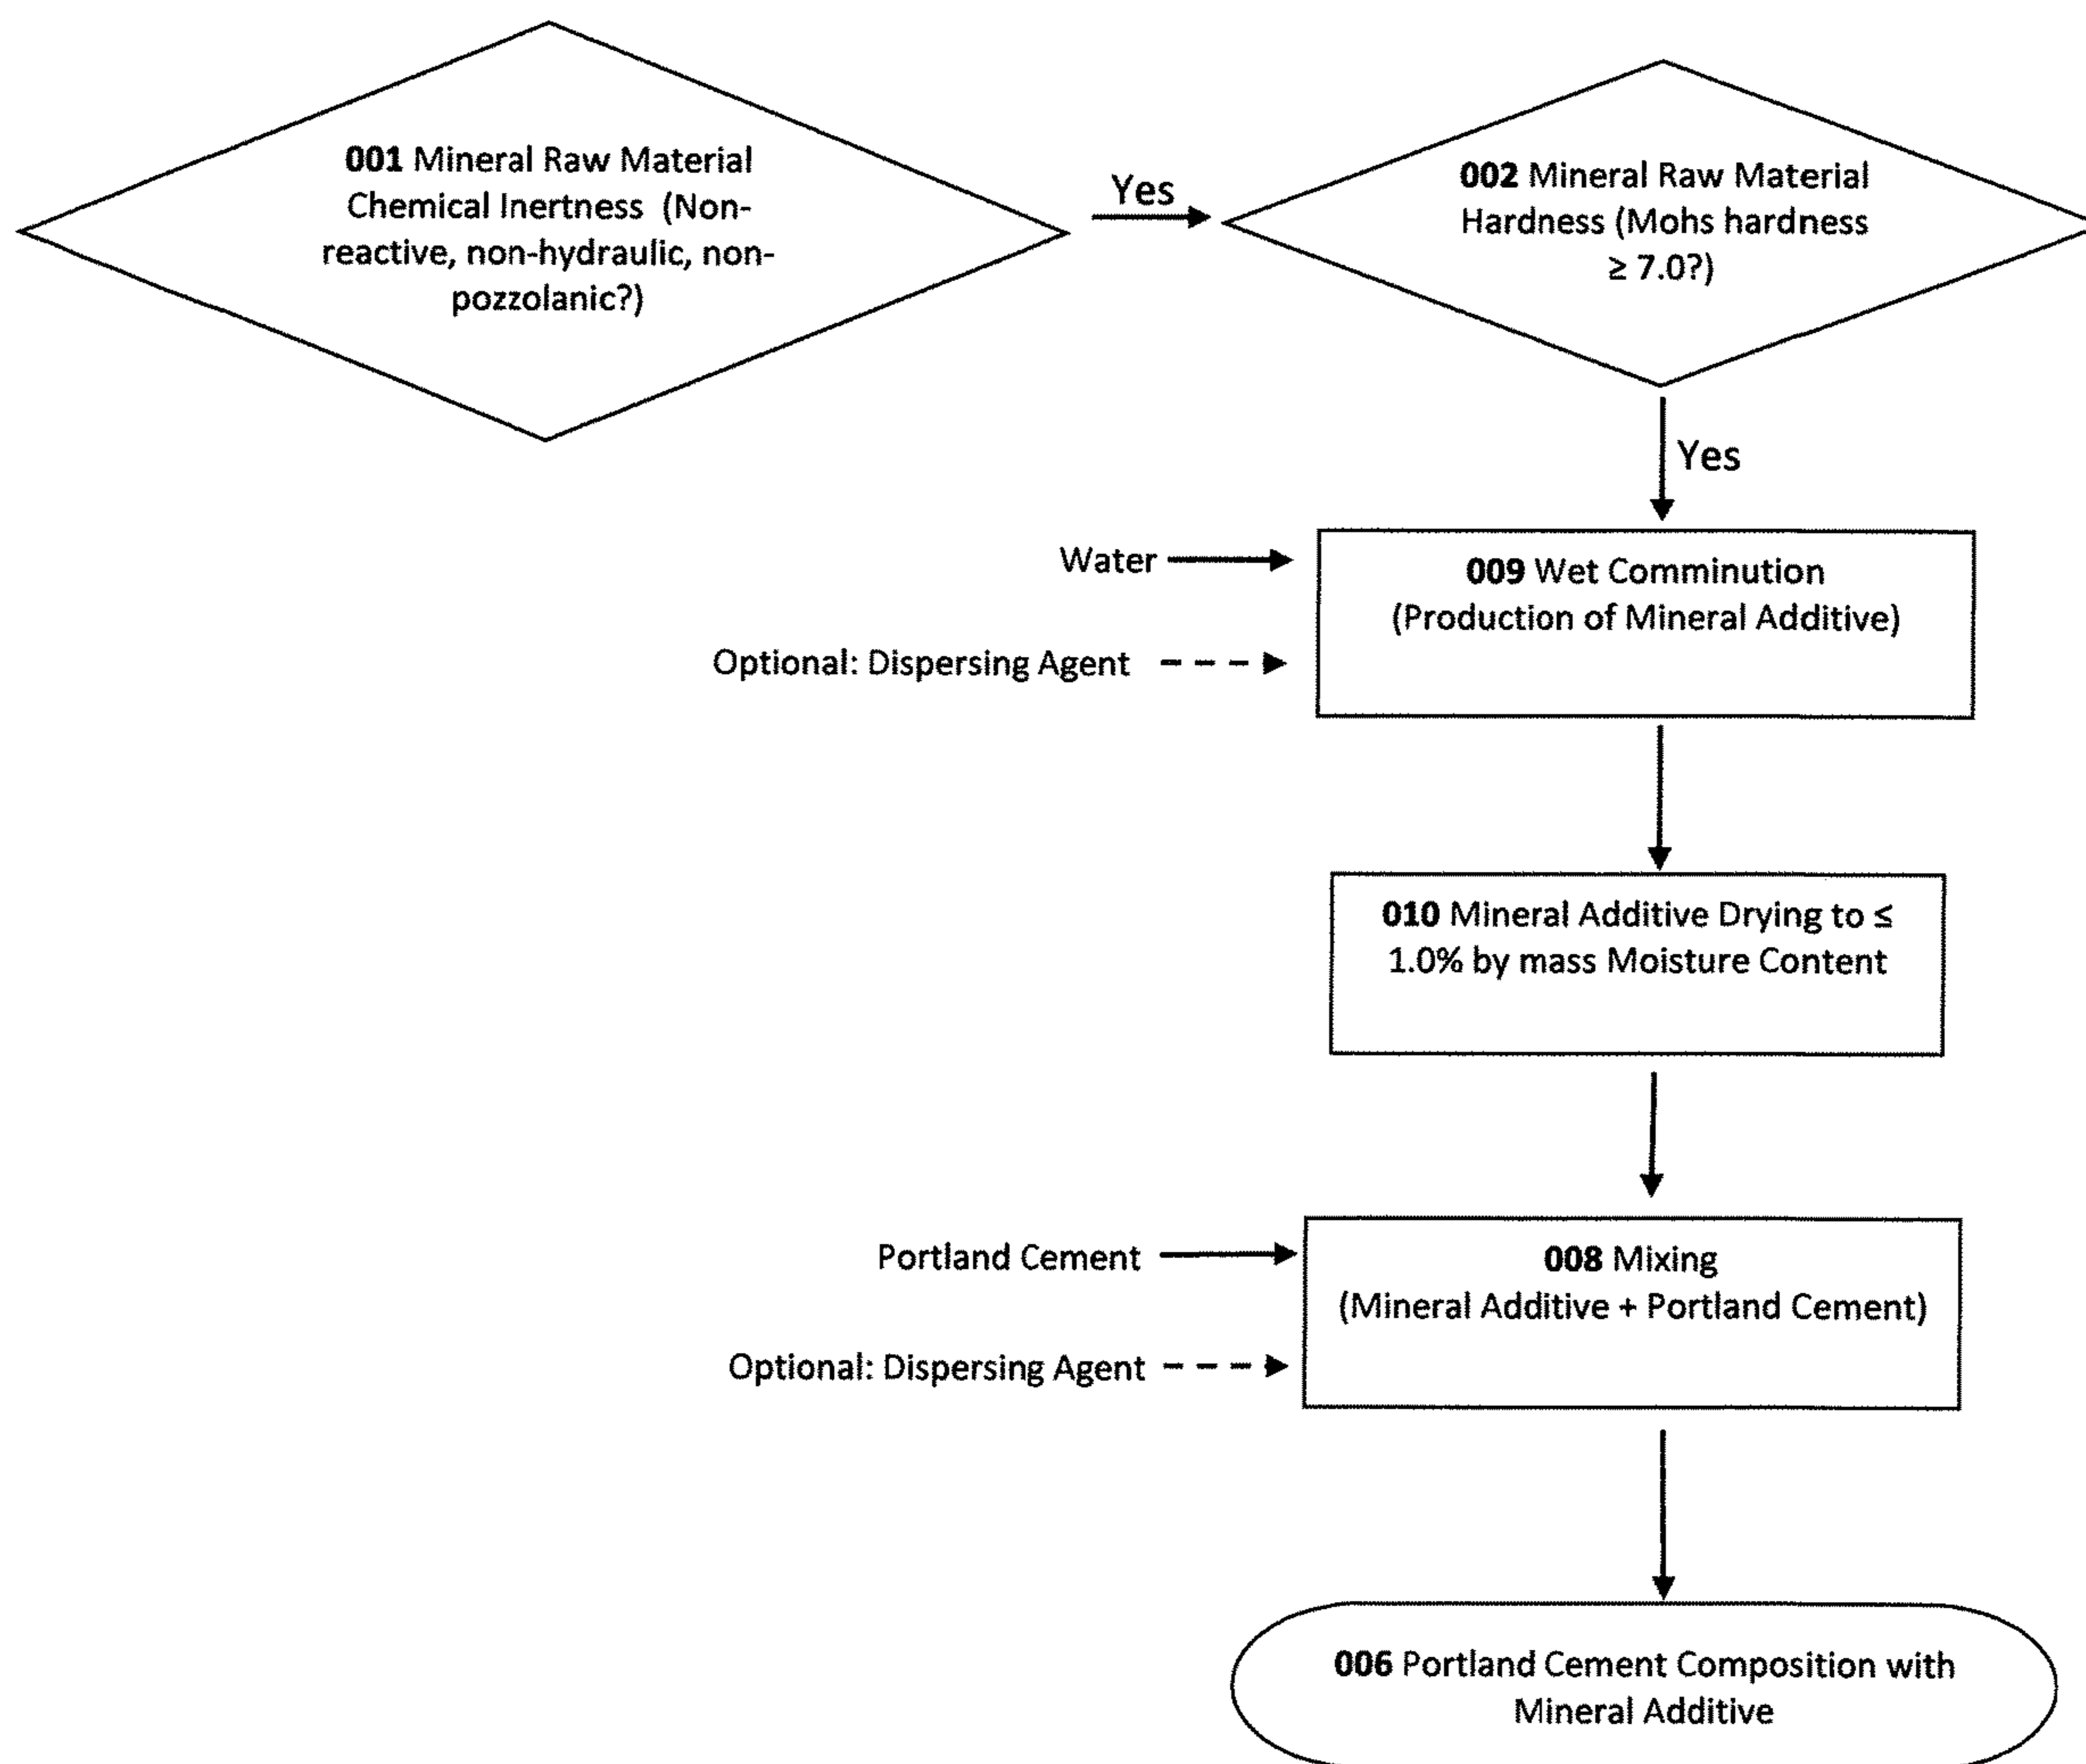 001 Mineral Raw Material
Chemical Inertness (Non-
reactive, non-hydraulic, non-
pozzolanic?)
Yes
002 Mineral Raw Material
Hardness (Mohs hardness
≥ 7.0?)
Yes
Water
009 Wet Comminution
(Production of Mineral Additive)
Optional: Dispersing Agent
010 Mineral Additive Drying to ≤
1.0% by mass Moisture Content
Portland Cement
008 Mixing
(Mineral Additive + Portland Cement)
Optional: Dispersing Agent
006 Portland Cement Composition with
Mineral Additive